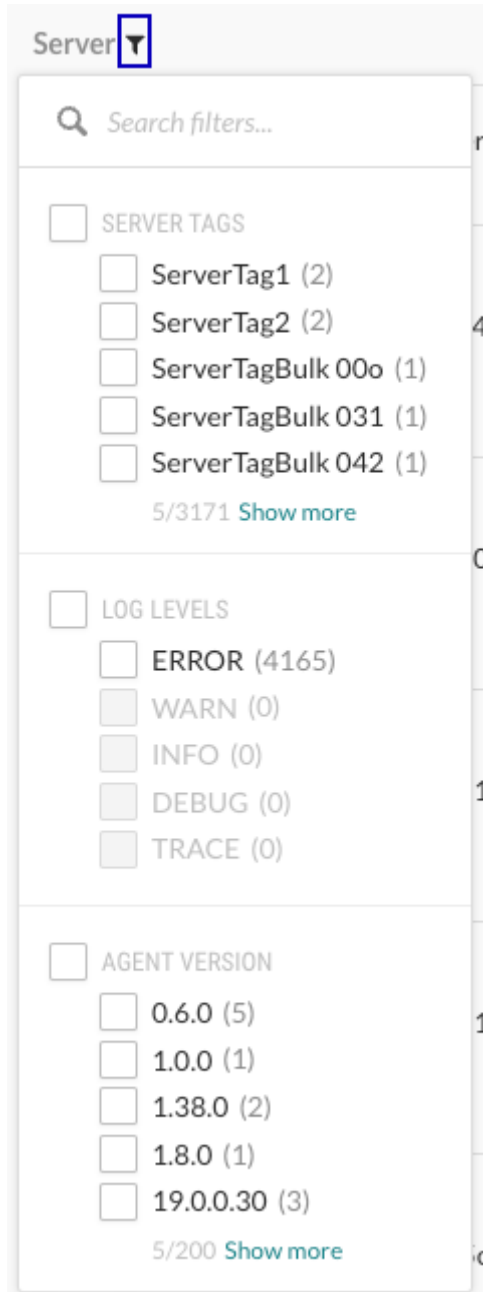 Server
Search filters...
SERVER TAGS
ServerTag1 (2)
ServerTag2 (2)
ServerTagBulk 00o (1)
ServerTagBulk 031 (1)
ServerTagBulk 042 (1)
5/3171 Show more
LOG LEVELS
ERROR (4165)
WARN (0)
INFO (0)
DEBUG (0)
TRACE (0)
AGENT VERSION
0.6.0 (5)
1.0.0 (1)
1.38.0 (2)
1.8.0 (1)
19.0.0.30 (3)
5/200 Show more